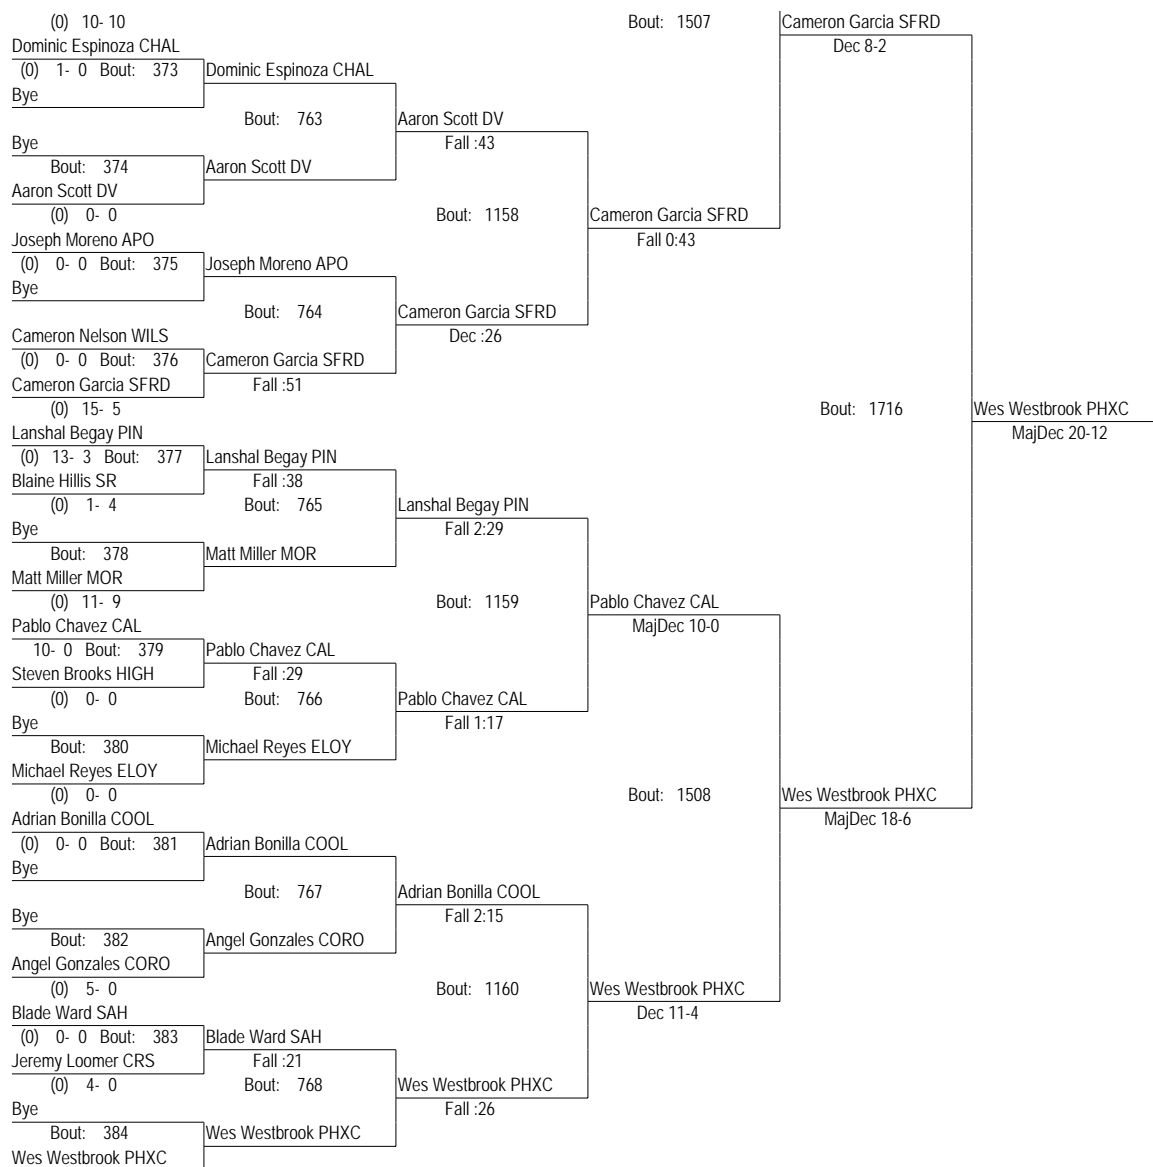 (0) 10- 10 Bout: 1507 Cameron Garcia SFRD
Dominic Espinoza CHAL Dec 8-2
(0) 1- 0 Bout: 373 Dominic Espinoza CHAL
Bye
Bout: 763 Aaron Scott DV
Bye Fall :43
Bout: 374 Aaron Scott DV
Aaron Scott DV
(0) 0- 0 Bout: 1158 Cameron Garcia SFRD
Joseph Moreno APO Fall 0:43
(0) 0- 0 Bout: 375 Joseph Moreno APO
Bye
Bout: 764 Cameron Garcia SFRD
Cameron Nelson WILS Dec :26
(0) 0- 0 Bout: 376 Cameron Garcia SFRD
Cameron Garcia SFRD Fall :51
(0) 15- 5 Bout: 1716 Wes Westbrook PHXC
Lanshal Begay PIN MajDec 20-12
(0) 13- 3 Bout: 377 Lanshal Begay PIN
Blaine Hillis SR Fall :38
(0) 1- 4 Bout: 765 Lanshal Begay PIN
Bye Fall 2:29
Bout: 378 Matt Miller MOR
Matt Miller MOR
(0) 11- 9 Bout: 1159 Pablo Chavez CAL
Pablo Chavez CAL MajDec 10-0
10- 0 Bout: 379 Pablo Chavez CAL
Steven Brooks HIGH Fall :29
(0) 0- 0 Bout: 766 Pablo Chavez CAL
Bye Fall 1:17
Bout: 380 Michael Reyes ELOY
Michael Reyes ELOY
(0) 0- 0 Bout: 1508 Wes Westbrook PHXC
Adrian Bonilla COOL MajDec 18-6
(0) 0- 0 Bout: 381 Adrian Bonilla COOL
Bye
Bout: 767 Adrian Bonilla COOL
Bye Fall 2:15
Bout: 382 Angel Gonzales CORO
Angel Gonzales CORO
(0) 5- 0 Bout: 1160 Wes Westbrook PHXC
Blade Ward SAH Dec 11-4
(0) 0- 0 Bout: 383 Blade Ward SAH
Jeremy Loomer CRS Fall :21
(0) 4- 0 Bout: 768 Wes Westbrook PHXC
Bye Fall :26
Bout: 384 Wes Westbrook PHXC
Wes Westbrook PHXC